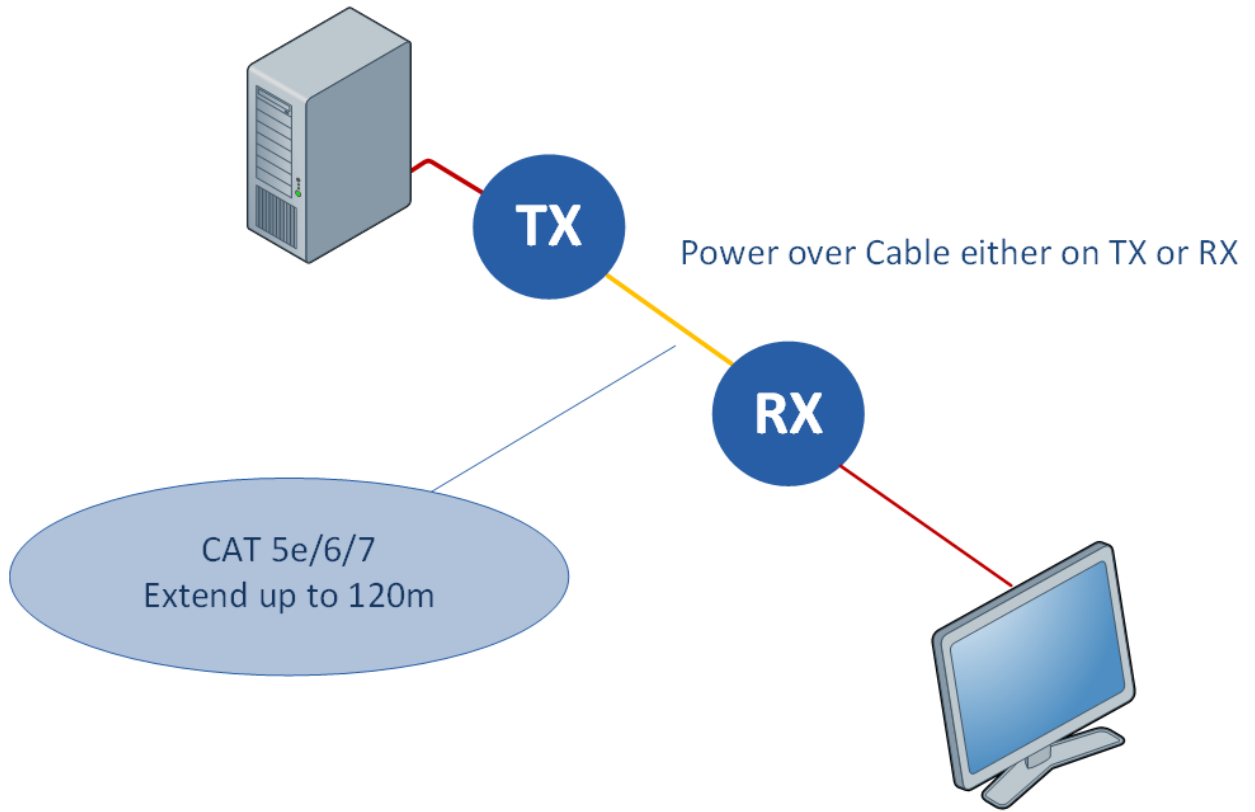 TX
Power over Cable either on TX or RX
RX
CAT 5e/6/7
Extend up to 120m